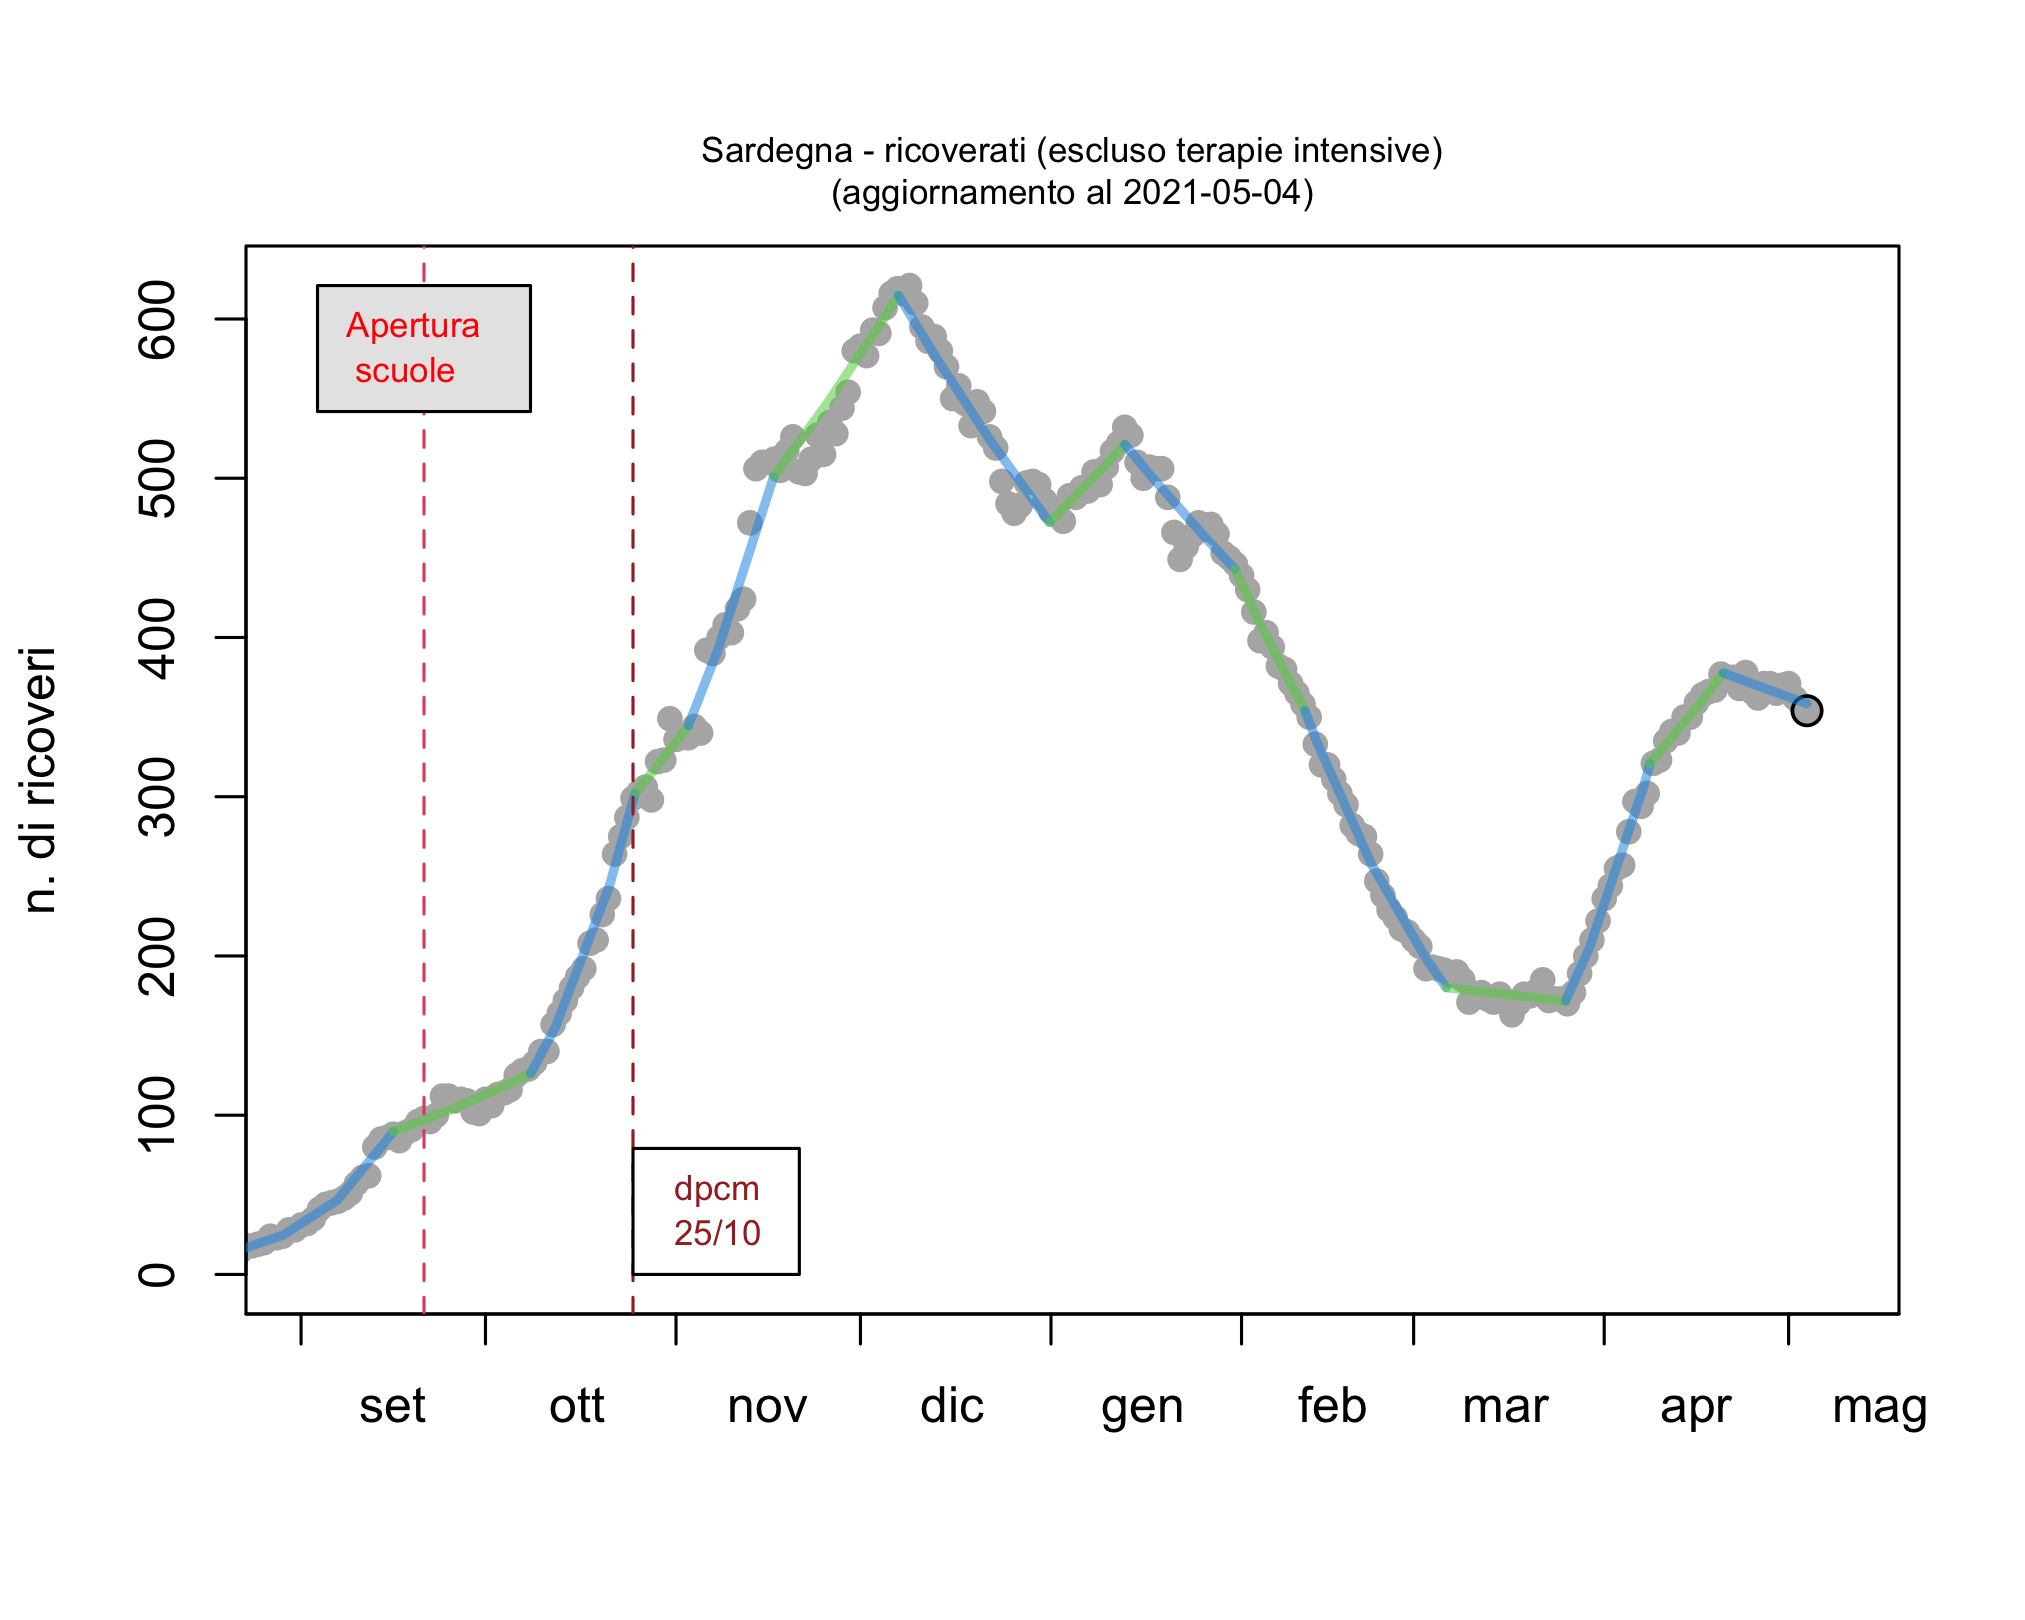 Sardegna - ricoverati (escluso terapie intensive)
(aggiornamento al 2021-05-04)
n. di ricoveri
600
500
400
300
200
100
0
Apertura
scuole
dpcm
25/10
set ott nov dic gen feb mar apr mag